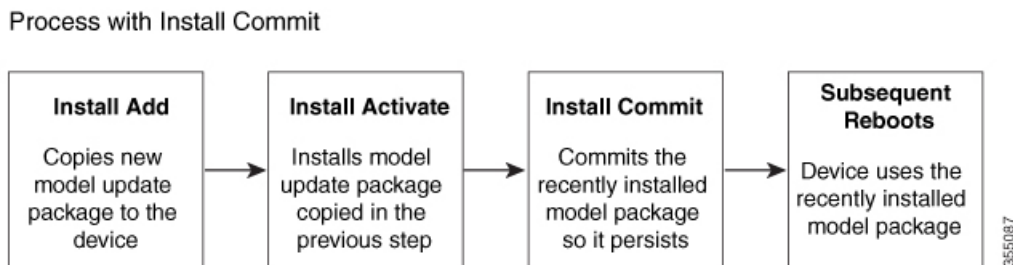 Process with Install Commit
Install Add
Copies new
model update
package to the
device
Install Activate
Installs model
update package
copied in the
previous step
Install Commit
Commits the
recently installed
model package
so it persists
Subsequent
Reboots
Device uses the
recently installed
model package
355087